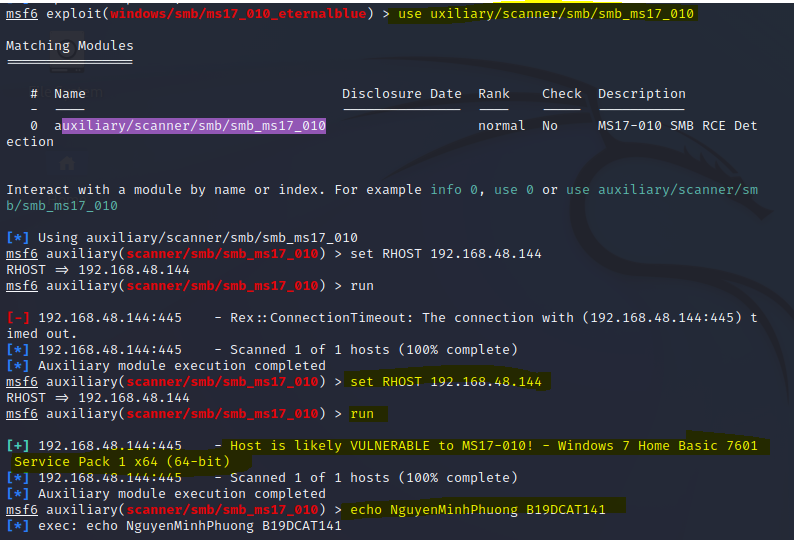 msf6 exploit(windows/smb/ms17_010_eternalblue) > use uxiliary/scanner/smb/smb_ms17_010
Matching Modules
================
# Name Disclosure Date Rank Check Description
- ---- --------------- ---- ----- -----------
0 auxiliary/scanner/smb/smb_ms17_010 normal No MS17-010 SMB RCE Det
ection
Interact with a module by name or index. For example info 0, use 0 or use auxiliary/scanner/sm
b/smb_ms17_010
[*] Using auxiliary/scanner/smb/smb_ms17_010
msf6 auxiliary(scanner/smb/smb_ms17_010) > set RHOST 192.168.48.144
RHOST ⇒ 192.168.48.144
msf6 auxiliary(scanner/smb/smb_ms17_010) > run
[-] 192.168.48.144:445 - Rex::ConnectionTimeout: The connection with (192.168.48.144:445) t
imed out.
[*] 192.168.48.144:445 - Scanned 1 of 1 hosts (100% complete)
[*] Auxiliary module execution completed
msf6 auxiliary(scanner/smb/smb_ms17_010) > set RHOST 192.168.48.144
RHOST ⇒ 192.168.48.144
msf6 auxiliary(scanner/smb/smb_ms17_010) > run
[+] 192.168.48.144:445 - Host is likely VULNERABLE to MS17-010! - Windows 7 Home Basic 7601
Service Pack 1 x64 (64-bit)
[*] 192.168.48.144:445 - Scanned 1 of 1 hosts (100% complete)
[*] Auxiliary module execution completed
msf6 auxiliary(scanner/smb/smb_ms17_010) > echo NguyenMinhPhuong B19DCAT141
[*] exec: echo NguyenMinhPhuong B19DCAT141